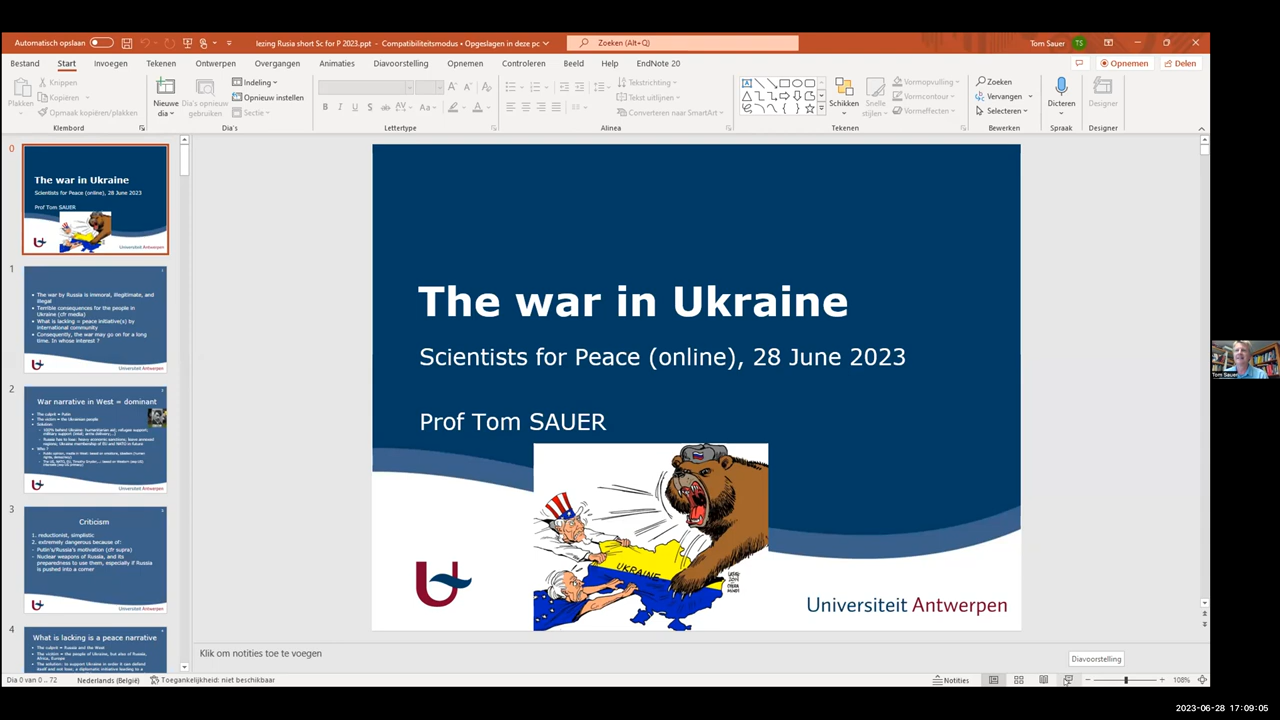 Automatisch opslaan
lezing Rusia short Sc for P 2023.ppt - Compatibiliteitsmodus • Opgeslagen in deze pc
Zoeken (Alt+Q)
Tom Sauer TS
Bestand Start Invoegen Tekenen Ontwerpen Overgangen Animaties Diavoorstelling Opnemen Controleren Beeld Help EndNote 20
Opnemen Delen
Plakken
Knippen
Kopiëren
Opmaak kopiëren/plakken
Klembord
Nieuwe dia
Dia's opnieuw gebruiken
Indeling
Opnieuw instellen
Sectie
Dia's
Lettertype
Tekstrichting
Tekst uitlijnen
Converteren naar SmartArt
Alinea
Schikken
Snelle stijlen
Vormopvulling
Vormcontour
Vormeffecten
Tekenen
Zoeken
Vervangen
Selecteren
Bewerken
Dicteren
Spraak
Designer
Designer
0
The war in Ukraine
Scientists for Peace (online), 28 June 2023
Prof Tom SAUER
Universiteit Antwerpen
1
• The war by Russia is immoral, illegitimate, and
illegal
• Terrible consequences for the people in
Ukraine (cfr media)
• What is lacking = peace initiative(s) by
international community
• Consequently, the war may go on for a long
time. In whose interest ?
Universiteit Antwerpen
2
War narrative in West = dominant
• The culprit = Putin
• The victim = the Ukrainian people
• Solution:
Universiteit Antwerpen
3
Criticism
1. reductionist, simplistic
2. extremely dangerous because of:
- Putin's/Russia's motivation (cfr supra)
- Nuclear weapons of Russia, and its
preparedness to use them, especially if Russia
is pushed into a corner
Universiteit Antwerpen
4
What is lacking is a peace narrative
• The culprit = Russia and the West
• The victim = the people of Ukraine, but also of Russia,
Africa, Europe
• The solution: to support Ukraine in order it can defend
itself and not lose; a diplomatic initiative leading to a
The war in Ukraine
Scientists for Peace (online), 28 June 2023
Prof Tom SAUER
UKRAINE
Universiteit Antwerpen
Klik om notities toe te voegen
Diavoorstelling
Dia 0 van 0 .. 72
Nederlands (België)
Toegankelijkheid: niet beschikbaar
Notities
108%
Tom Sauer
2023-06-28 17:09:05